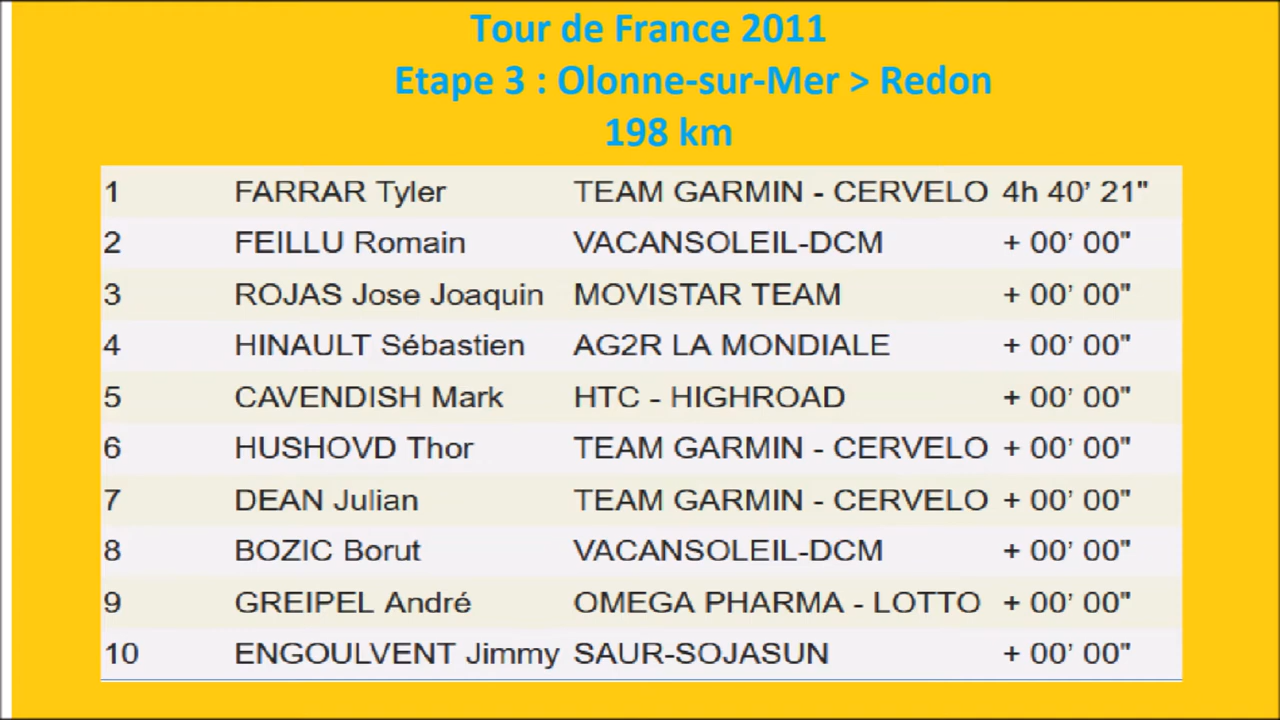 Tour de France 2011
Etape 3 : Olonne-sur-Mer > Redon
198 km
1 FARRAR Tyler TEAM GARMIN - CERVELO 4h 40’ 21"
2 FEILLU Romain VACANSOLEIL-DCM + 00’ 00"
3 ROJAS Jose Joaquin MOVISTAR TEAM + 00’ 00"
4 HINAULT Sébastien AG2R LA MONDIALE + 00’ 00"
5 CAVENDISH Mark HTC - HIGHROAD + 00’ 00"
6 HUSHOVD Thor TEAM GARMIN - CERVELO + 00’ 00"
7 DEAN Julian TEAM GARMIN - CERVELO + 00’ 00"
8 BOZIC Borut VACANSOLEIL-DCM + 00’ 00"
9 GREIPEL André OMEGA PHARMA - LOTTO + 00’ 00"
10 ENGOULVENT Jimmy SAUR-SOJASUN + 00’ 00"